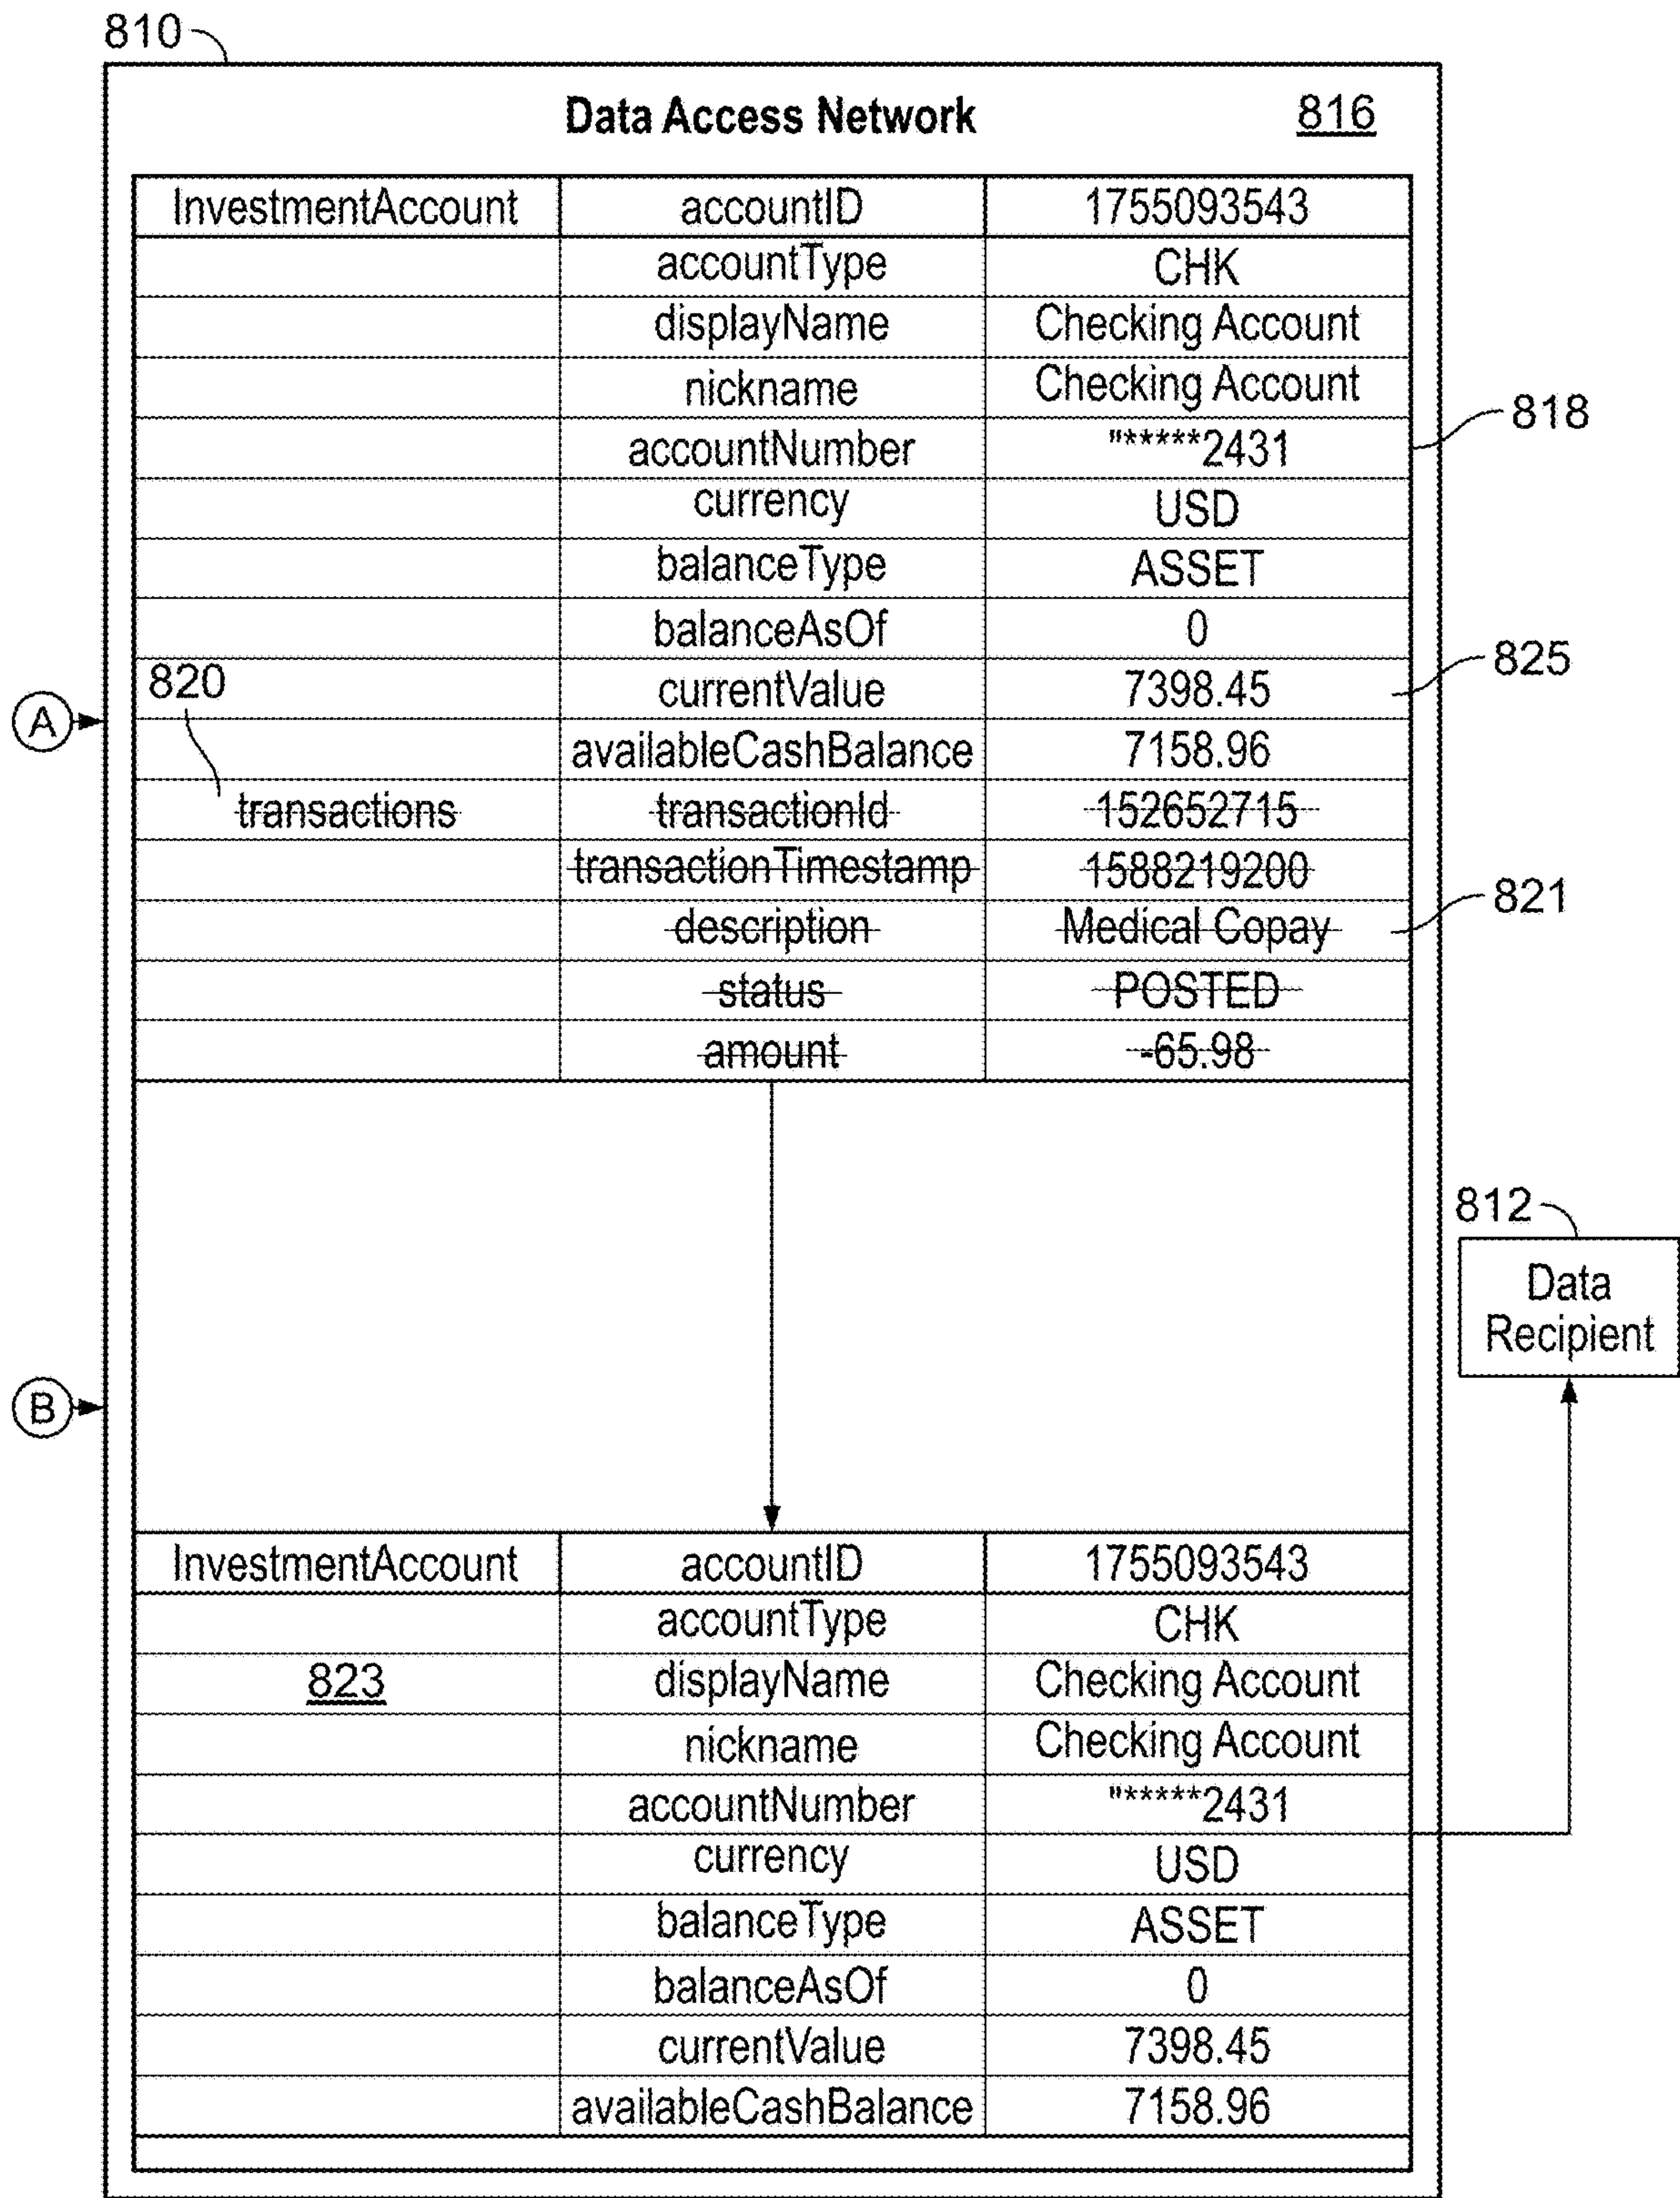 810
Data Access Network 816
InvestmentAccount accountID 1755093543
accountType CHK
displayName Checking Account
nickname Checking Account
818
accountNumber "*****2431
currency USD
balanceType ASSET
balanceAsOf 0
825
820
currentValue 7398.45
A
availableCashBalance 7158.96
transactions transactionId 152652715
transactionTimestamp 1588219200
821
description Medical Copay
status POSTED
amount -65.98
812
Data
Recipient
B
InvestmentAccount accountID 1755093543
accountType CHK
823 displayName Checking Account
nickname Checking Account
accountNumber "*****2431
currency USD
balanceType ASSET
balanceAsOf 0
currentValue 7398.45
availableCashBalance 7158.96